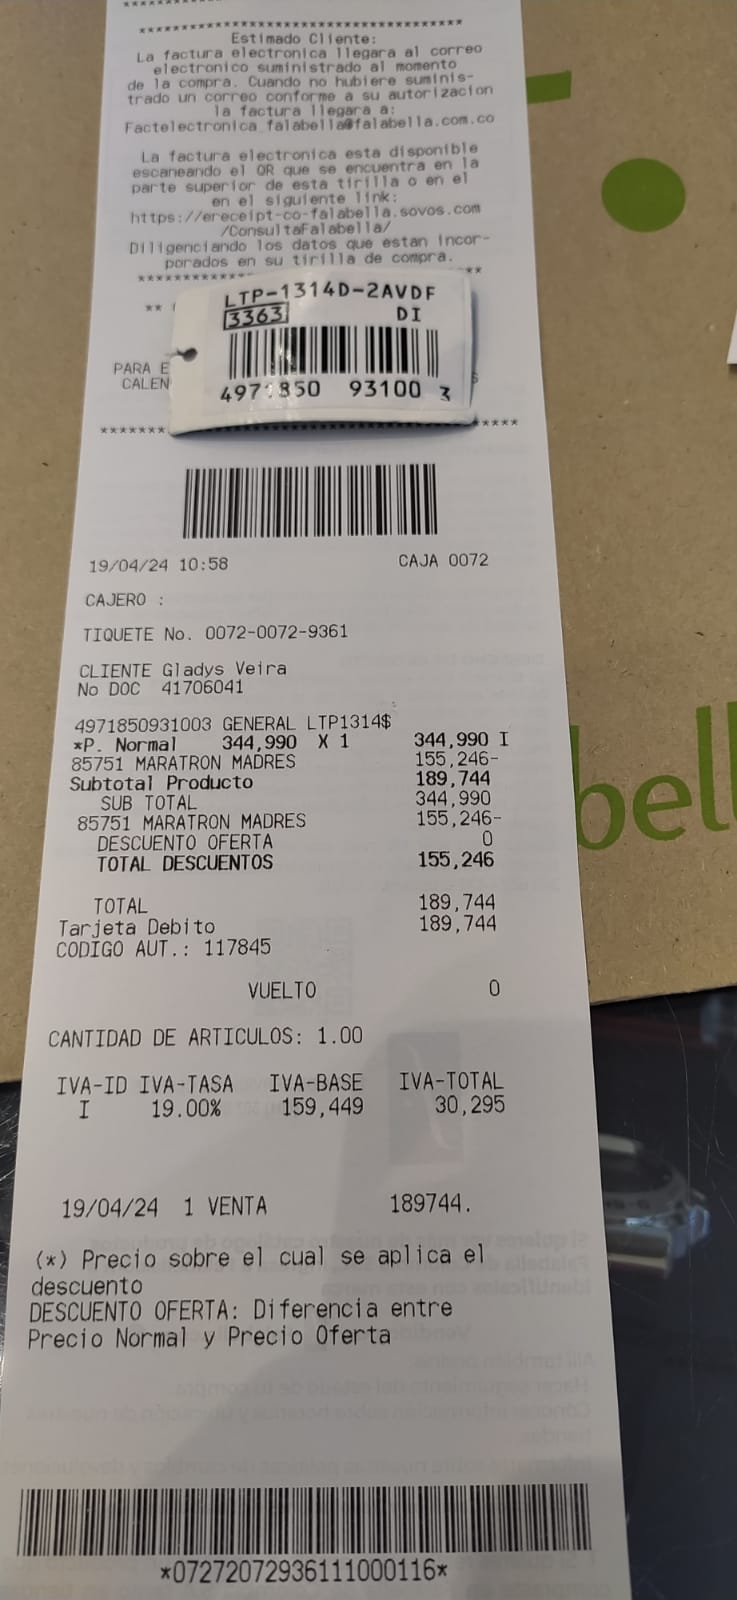 *************************************
Estimado Cliente:
La factura electronica llegara al correo
electronico suministrado al momento
de la compra. Cuando no hubiere suminis-
trado un correo conforme a su autorizacion
la factura llegara a:
Factelectronica_falabella@falabella.com.co
La factura electronica esta disponible
escaneando el QR que se encuentra en la
parte superior de esta tirilla o en el
en el siguiente link:
https://ereceipt-co-falabella.sovos.com
/ConsultaFalabella/
Diligenciando los datos que estan incor-
porados en su tirilla de compra.
LTP-1314D-2AVDF
3363 DI
4971850 93100 3
**
PARA E
CALEN
19/04/24 10:58 CAJA 0072
CAJERO :
TIQUETE No. 0072-0072-9361
CLIENTE Gladys Veira
No DOC 41706041
4971850931003 GENERAL LTP1314$
*P. Normal 344,990 X 1 344,990 I
85751 MARATRON MADRES 155,246-
Subtotal Producto 189,744
SUB TOTAL 344,990
85751 MARATRON MADRES 155,246-
DESCUENTO OFERTA 0
TOTAL DESCUENTOS 155,246
TOTAL 189,744
Tarjeta Debito 189,744
CODIGO AUT.: 117845
VUELTO 0
CANTIDAD DE ARTICULOS: 1.00
IVA-ID IVA-TASA IVA-BASE IVA-TOTAL
I 19.00% 159,449 30,295
19/04/24 1 VENTA 189744.
(*) Precio sobre el cual se aplica el
descuento
DESCUENTO OFERTA: Diferencia entre
Precio Normal y Precio Oferta
*07272072936111000116*
bell